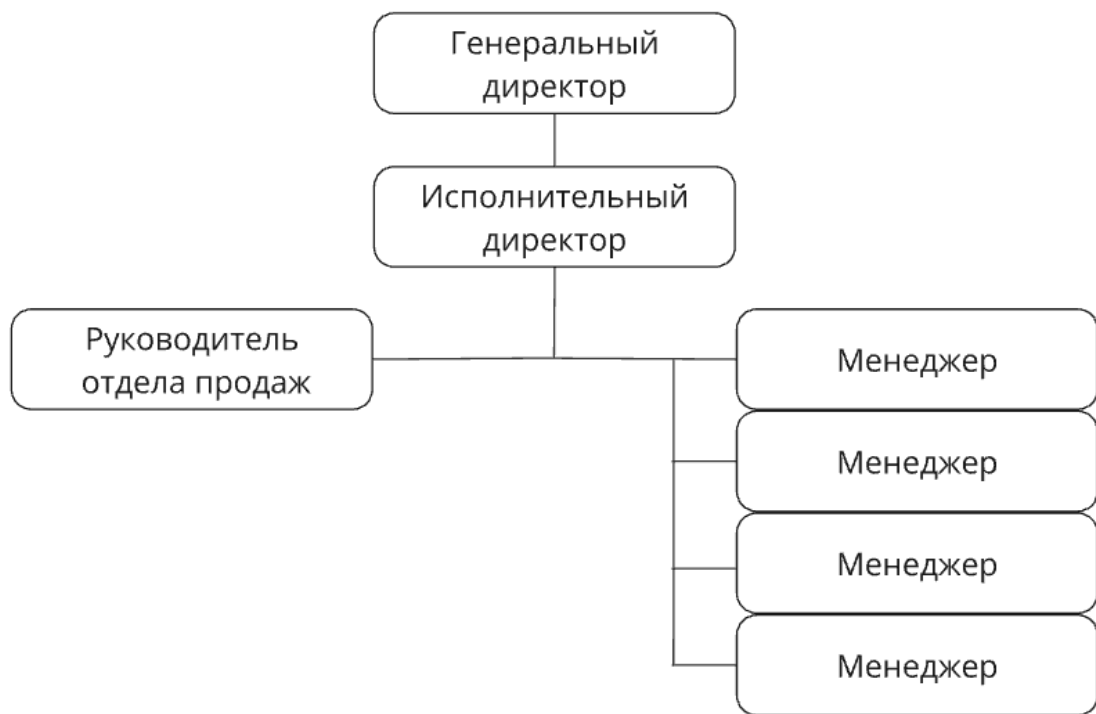 Генеральный
директор
Исполнительный
директор
Руководитель
отдела продаж
Менеджер
Менеджер
Менеджер
Менеджер